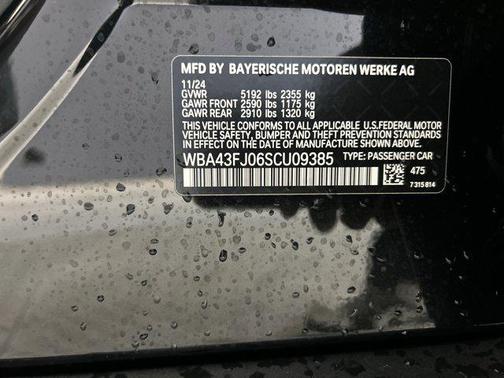 MFD BY BAYERISCHE MOTOREN WERKE AG
11/24
GVWR 5192 lbs 2355 kg
GAWR FRONT 2590 lbs 1175 kg
GAWR REAR 2910 lbs 1320 kg
THIS VEHICLE CONFORMS TO ALL APPLICABLE U.S.FEDERAL MOTOR
VEHICLE SAFETY, BUMPER AND THEFT PREVENTION STANDARDS
IN EFFECT ON THE DATE OF MANUFACTURE SHOWN ABOVE.
WBA43FJ06SCU09385 TYPE: PASSENGER CAR
475
7315814